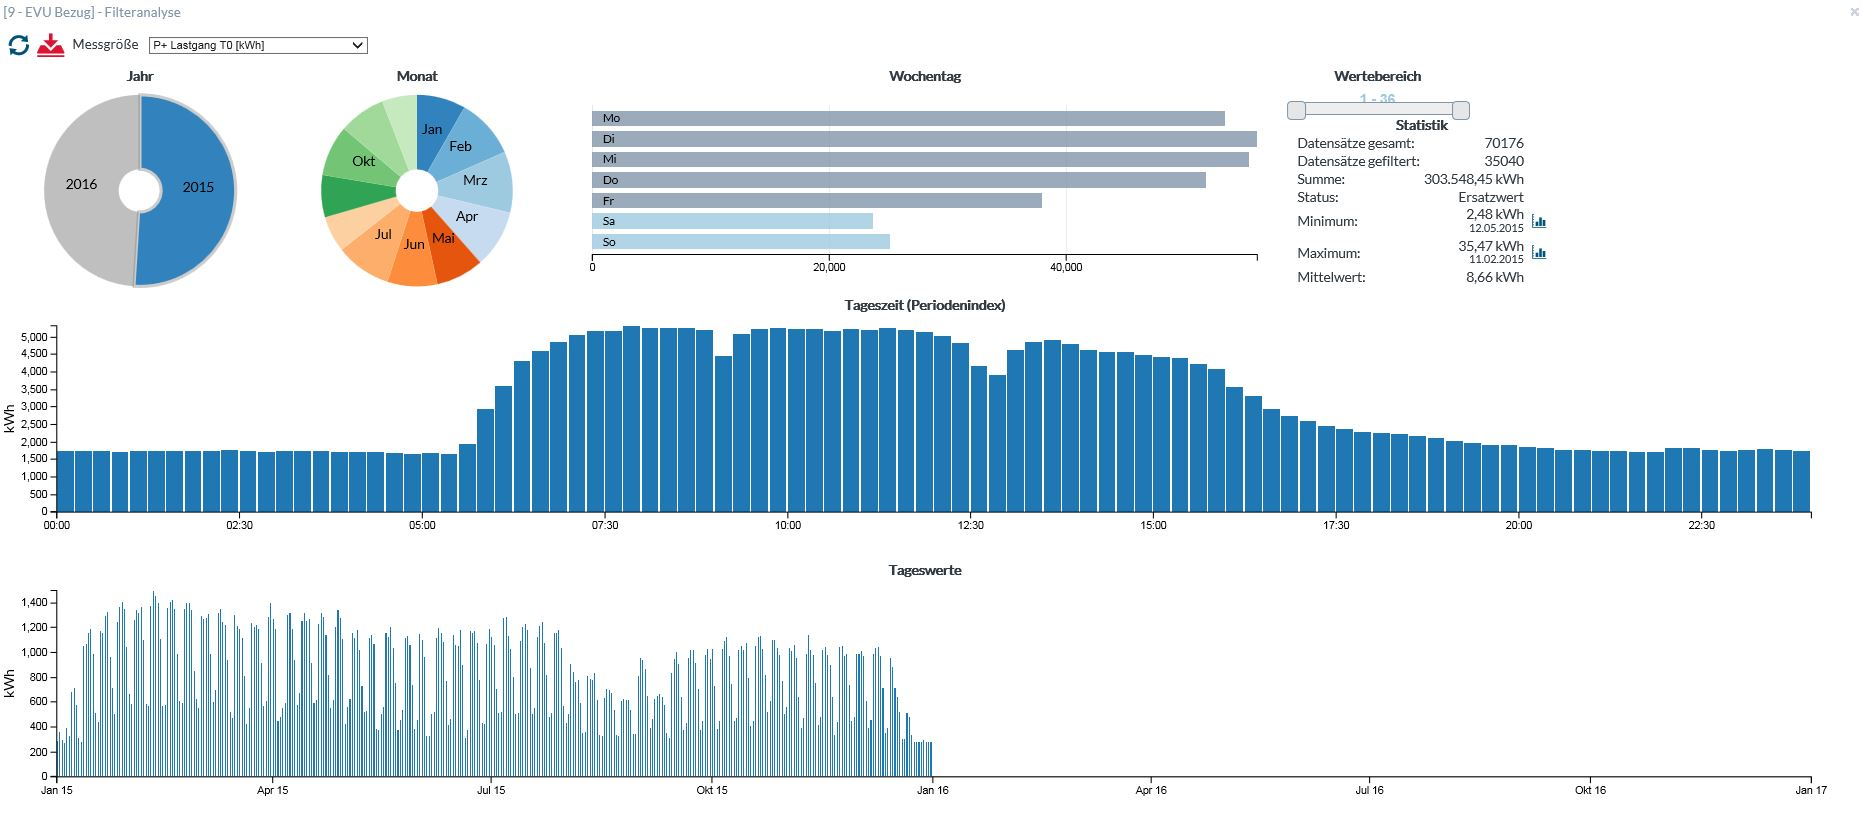 [9 - EVU Bezug] - Filteranalyse
Messgröße P+ Lastgang T0 [kWh]
Jahr
2016
2015
Monat
Jan
Feb
Mrz
Apr
Mai
Jun
Jul
Okt
Wochentag
Mo
Di
Mi
Do
Fr
Sa
So
0 20,000 40,000
Wertebereich
1 - 36
Statistik
Datensätze gesamt: 70176
Datensätze gefiltert: 35040
Summe: 303.548,45 kWh
Status: Ersatzwert
Minimum: 2,48 kWh
12.05.2015
Maximum: 35,47 kWh
11.02.2015
Mittelwert: 8,66 kWh
Tageszeit (Periodenindex)
kWh
5,000
4,500
4,000
3,500
3,000
2,500
2,000
1,500
1,000
500
0
00:00 02:30 05:00 07:30 10:00 12:30 15:00 17:30 20:00 22:30
Tageswerte
kWh
1,400
1,200
1,000
800
600
400
200
0
Jan 15 Apr 15 Jul 15 Okt 15 Jan 16 Apr 16 Jul 16 Okt 16 Jan 17